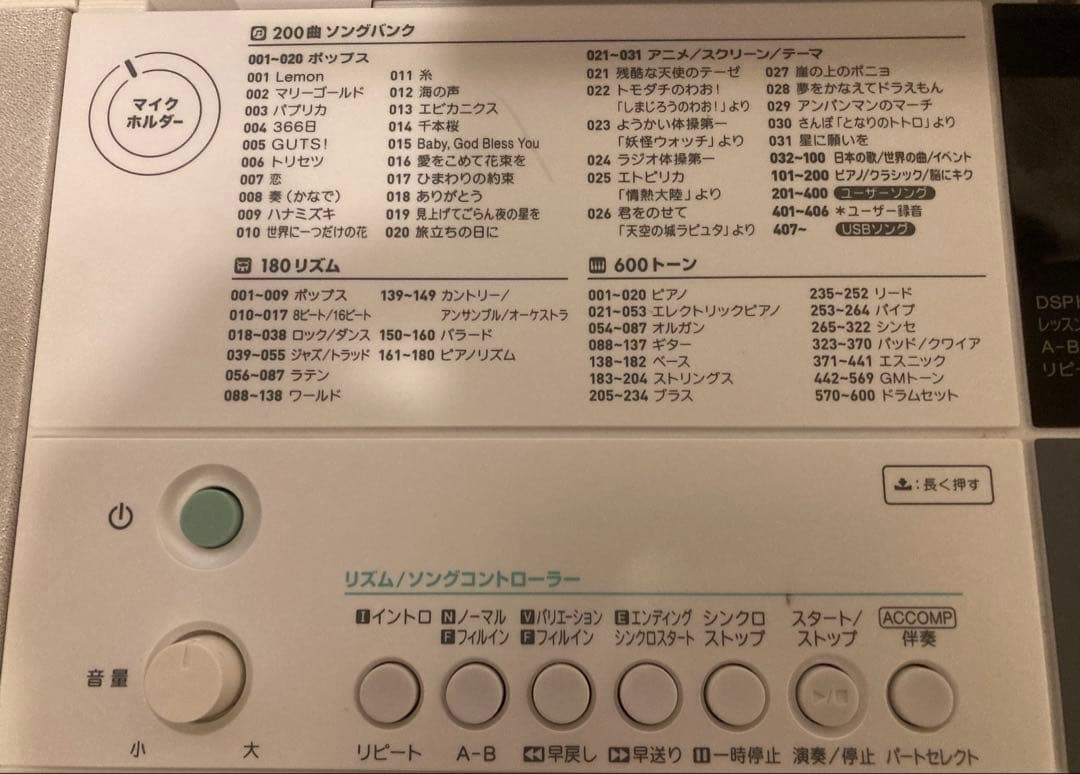 マイク
ホルダー
200曲 ソングバンク
001~020 ポップス
001 Lemon
002 マリーゴールド
003 パプリカ
004 366日
005 GUTS!
006 トリセツ
007 恋
008 奏(かなで)
009 ハナミズキ
010 世界に一つだけの花
011 糸
012 海の声
013 エビカニクス
014 千本桜
015 Baby, God Bless You
016 愛をこめて花束を
017 ひまわりの約束
018 ありがとう
019 見上げてごらん夜の星を
020 旅立ちの日に
021~031 アニメ/スクリーン/テーマ
021 残酷な天使のテーゼ
022 トモダチのわお!
「しまじろうのわお!」より
023 ようかい体操第一
「妖怪ウォッチ」より
024 ラジオ体操第一
025 エトピリカ
「情熱大陸」より
026 君をのせて
「天空の城ラピュタ」より
027 崖の上のポニョ
028 夢をかなえてドラえもん
029 アンパンマンのマーチ
030 さんぽ「となりのトトロ」より
031 星に願いを
032~100 日本の歌/世界の曲/イベント
101~200 ピアノ/クラシック/脳にキク
201~400 ユーザーソング
401~406 *ユーザー録音
407~ USBソング
180リズム
001~009 ポップス
010~017 8ビート/16ビート
018~038 ロック/ダンス
039~055 ジャズ/トラッド
056~087 ラテン
088~138 ワールド
139~149 カントリー/
アンサンブル/オーケストラ
150~160 バラード
161~180 ピアノリズム
600トーン
001~020 ピアノ
021~053 エレクトリックピアノ
054~087 オルガン
088~137 ギター
138~182 ベース
183~204 ストリングス
205~234 ブラス
235~252 リード
253~264 パイプ
265~322 シンセ
323~370 パッド/クワイア
371~441 エスニック
442~569 GMトーン
570~600 ドラムセット
DSP
レッスン
A-B
リピー
:長く押す
リズム/ソングコントローラー
I イントロ
N ノーマル
F フィルイン
V バリエーション
F フィルイン
E エンディング
シンクロスタート
シンクロ
ストップ
スタート/
ストップ
ACCOMP
伴奏
音量
小 大
リピート
A-B
早戻し
早送り
一時停止
演奏/停止
パートセレクト